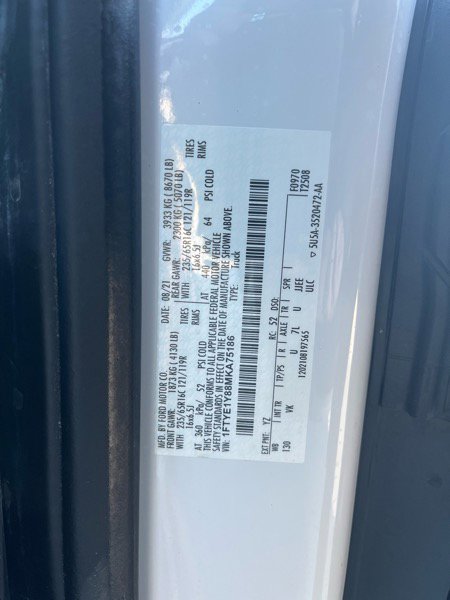 MFD. BY FORD MOTOR CO.
DATE: 08/21 GVWR: 3933 KG ( 8670 LB)
FRONT GAWR: 1873 KG ( 4130 LB) REAR GAWR: 2300 KG ( 5070 LB)
WITH 235/65R16C 121/119R WITH 235/65R16C 121/119R TIRES
16x6.5J 16x6.5J RIMS
AT 360 kPa/ 52 PSI COLD AT 440 kPa/ 64 PSI COLD
THIS VEHICLE CONFORMS TO ALL APPLICABLE FEDERAL MOTOR VEHICLE
SAFETY STANDARDS IN EFFECT ON THE DATE OF MANUFACTURE SHOWN ABOVE.
VIN: 1FTYE1Y88MKA75186 TYPE: Truck
F0970
T2508
EXT PNT: YZ RC: 52 DSO:
WB INT TR TP/PS R AXLE TR SPR
130 VK U 7L U JJEE
1202108197565 ULC
5U5A-3520472-AA